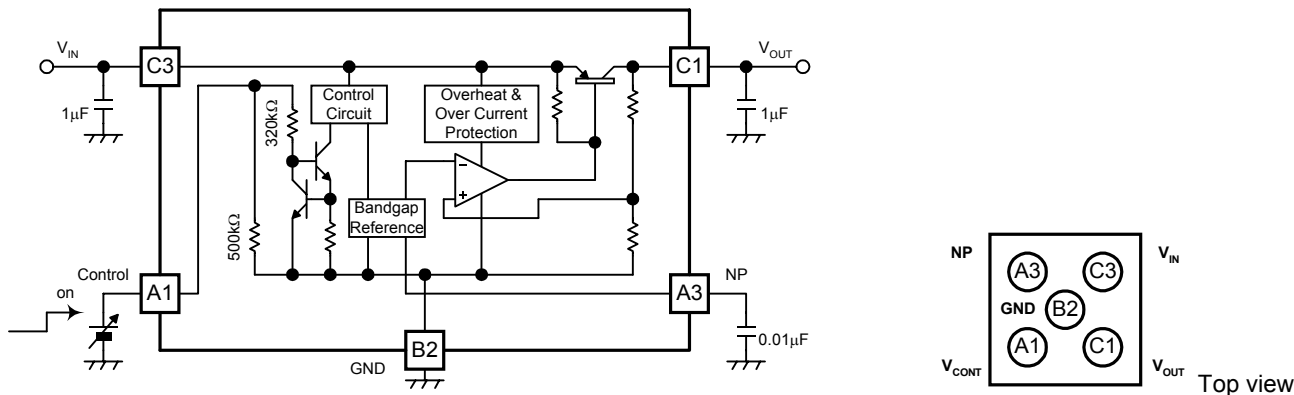 V_IN
C3
C1
V_OUT
1μF
320kΩ
Control
Circuit
Overheat &
Over Current
Protection
1μF
−
+
500kΩ
Bandgap
Reference
Control
on
A1
A3
NP
0.01μF
B2
GND
NP
V_IN
A3
C3
GND
B2
A1
C1
V_CONT
V_OUT
Top view